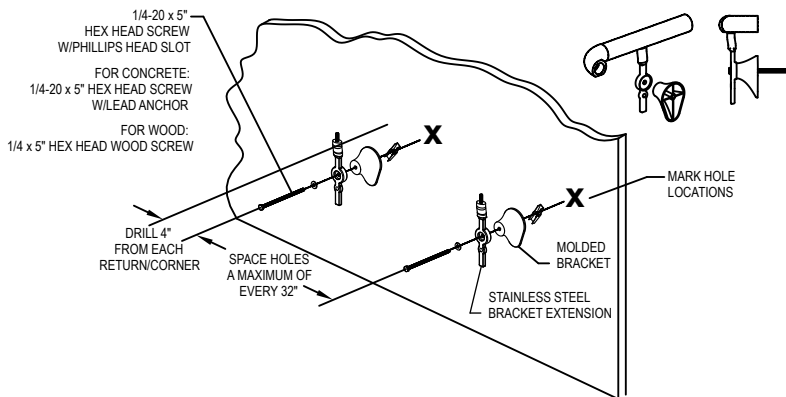 1/4-20 x 5"
HEX HEAD SCREW
W/PHILLIPS HEAD SLOT
FOR CONCRETE:
1/4-20 x 5" HEX HEAD SCREW
W/LEAD ANCHOR
FOR WOOD:
1/4 x 5" HEX HEAD WOOD SCREW
X
X
MARK HOLE
LOCATIONS
DRILL 4"
FROM EACH
RETURN/CORNER
SPACE HOLES
A MAXIMUM OF
EVERY 32"
MOLDED
BRACKET
STAINLESS STEEL
BRACKET EXTENSION